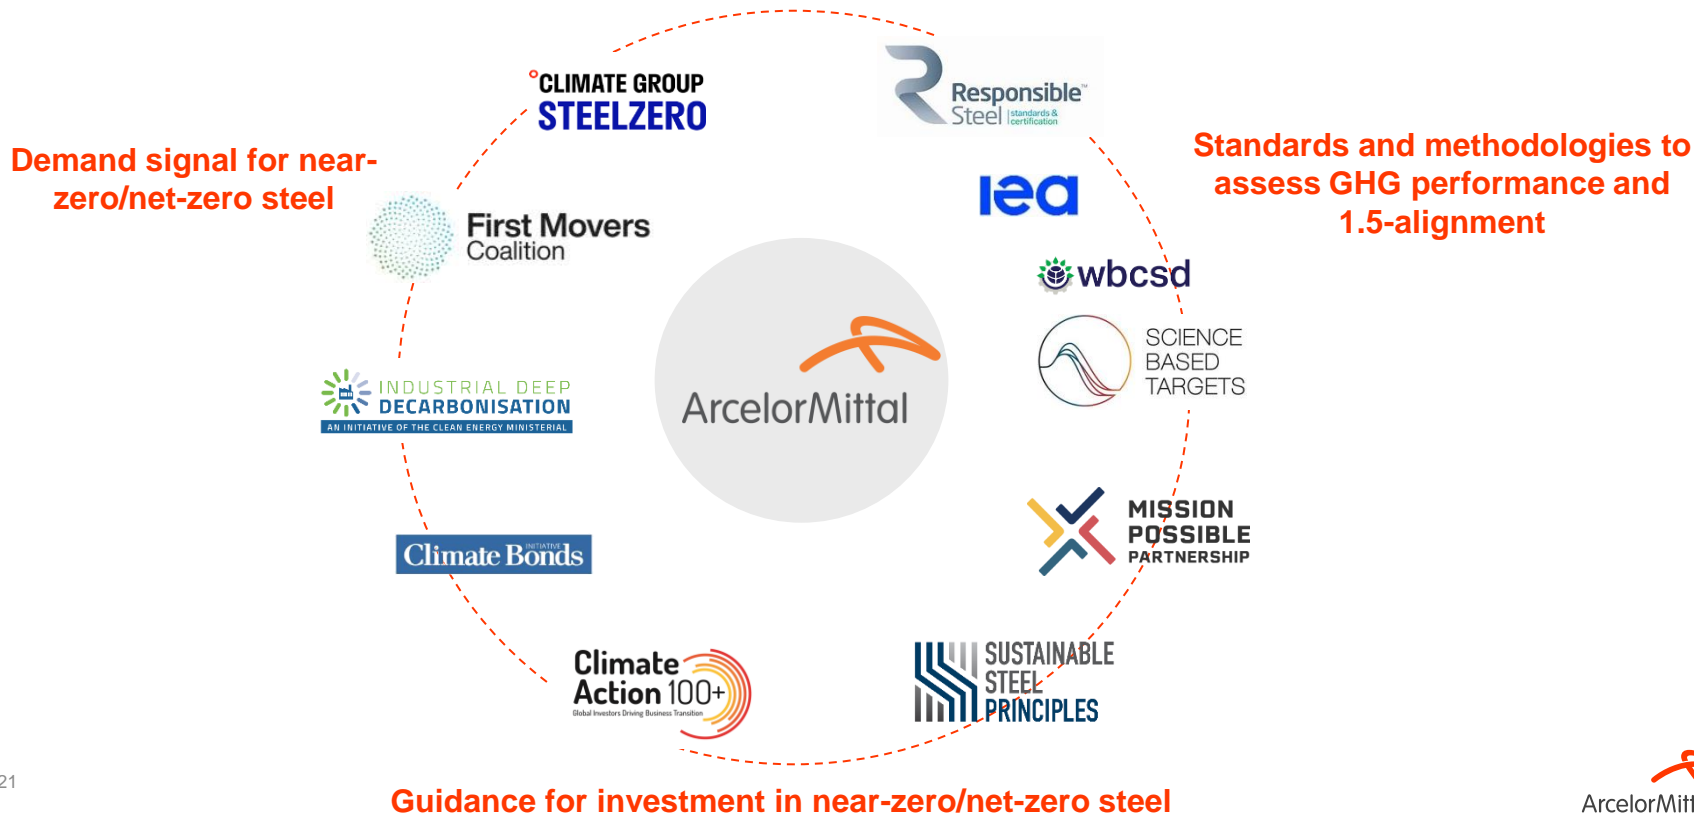 °CLIMATE GROUP
STEELZERO
Responsible™
Steel
standards &
certification
Demand signal for near-
zero/net-zero steel
Standards and methodologies to
assess GHG performance and
1.5-alignment
iea
First Movers
Coalition
wbcsd
SCIENCE
BASED
TARGETS
ArcelorMittal
INDUSTRIAL DEEP
DECARBONISATION
AN INITIATIVE OF THE CLEAN ENERGY MINISTERIAL
MISSION
POSSIBLE
PARTNERSHIP
Climate Bonds
INITIATIVE
Climate
Action 100+
Global Investors Driving Business Transition
SUSTAINABLE
STEEL
PRINCIPLES
21
Guidance for investment in near-zero/net-zero steel
ArcelorMitt